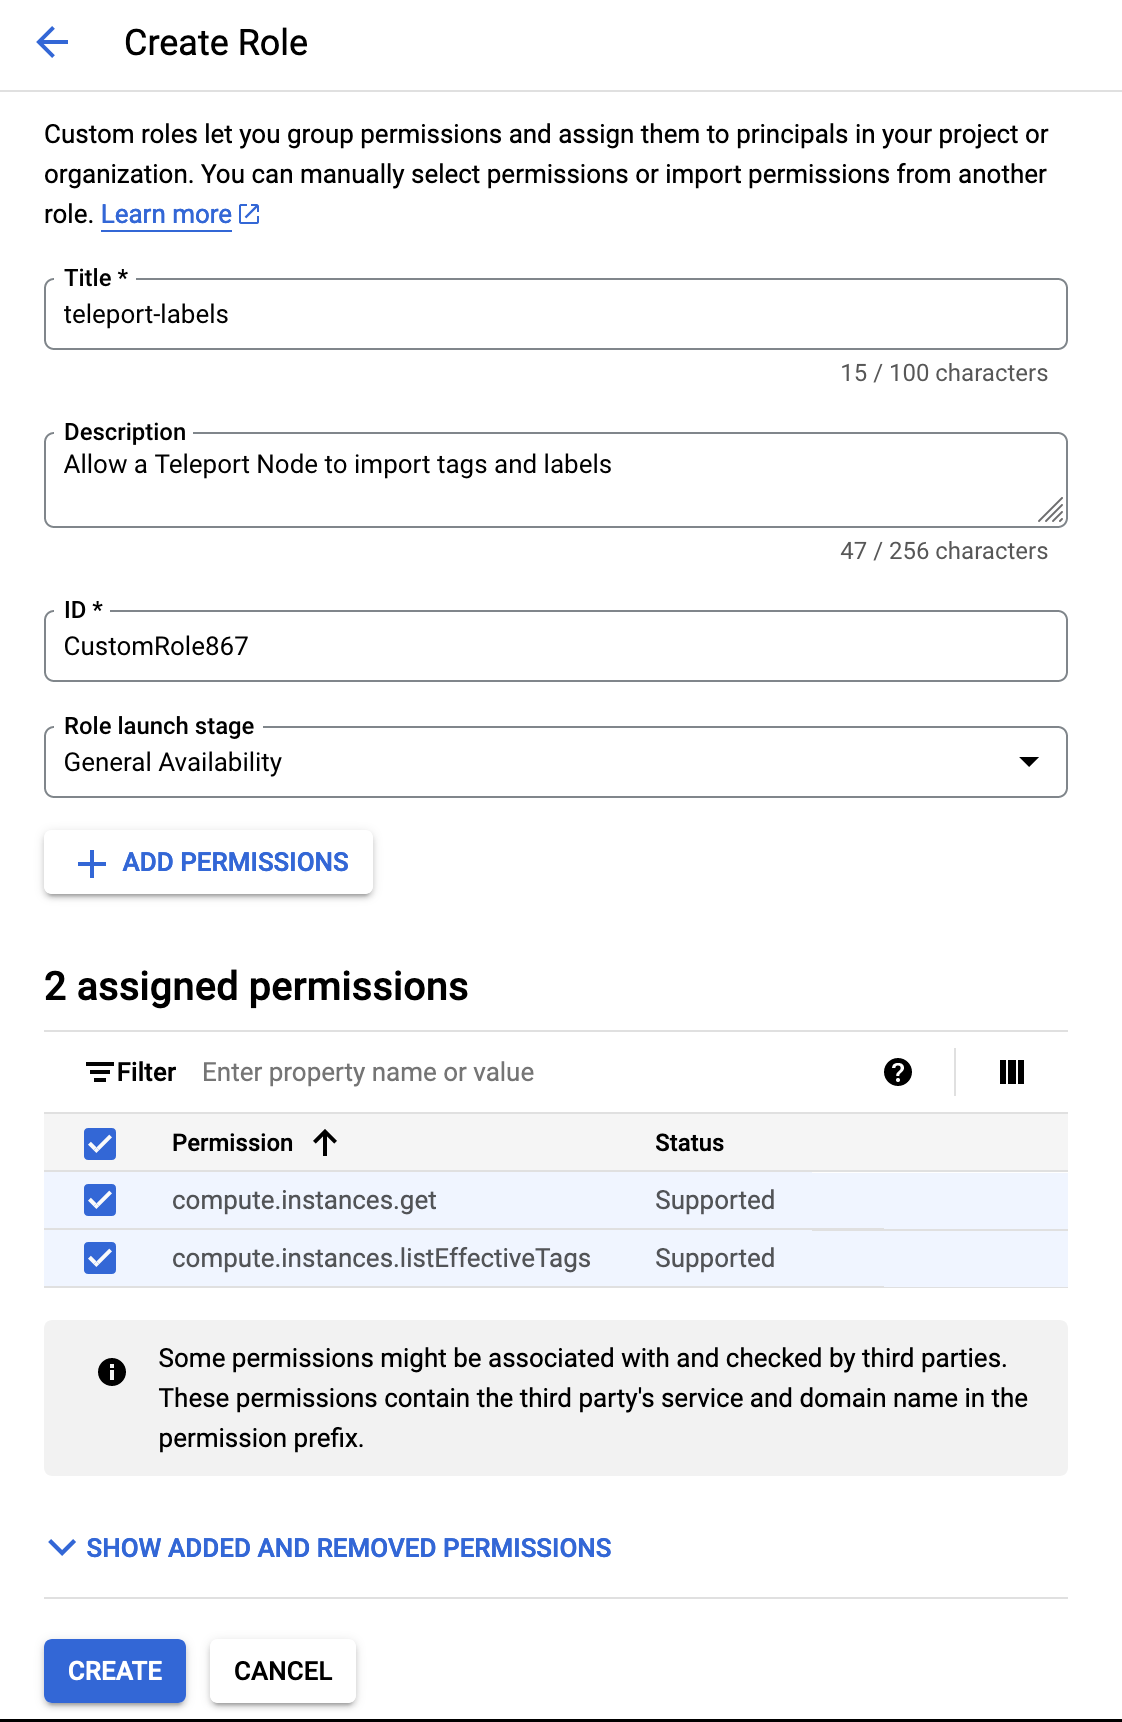 Create Role
Custom roles let you group permissions and assign them to principals in your project or
organization. You can manually select permissions or import permissions from another
role. Learn more
Title *
teleport-labels
15 / 100 characters
Description
Allow a Teleport Node to import tags and labels
47 / 256 characters
ID *
CustomRole867
Role launch stage
General Availability
ADD PERMISSIONS
2 assigned permissions
Filter Enter property name or value
Permission Status
compute.instances.get Supported
compute.instances.listEffectiveTags Supported
Some permissions might be associated with and checked by third parties.
These permissions contain the third party's service and domain name in the
permission prefix.
SHOW ADDED AND REMOVED PERMISSIONS
CREATE CANCEL